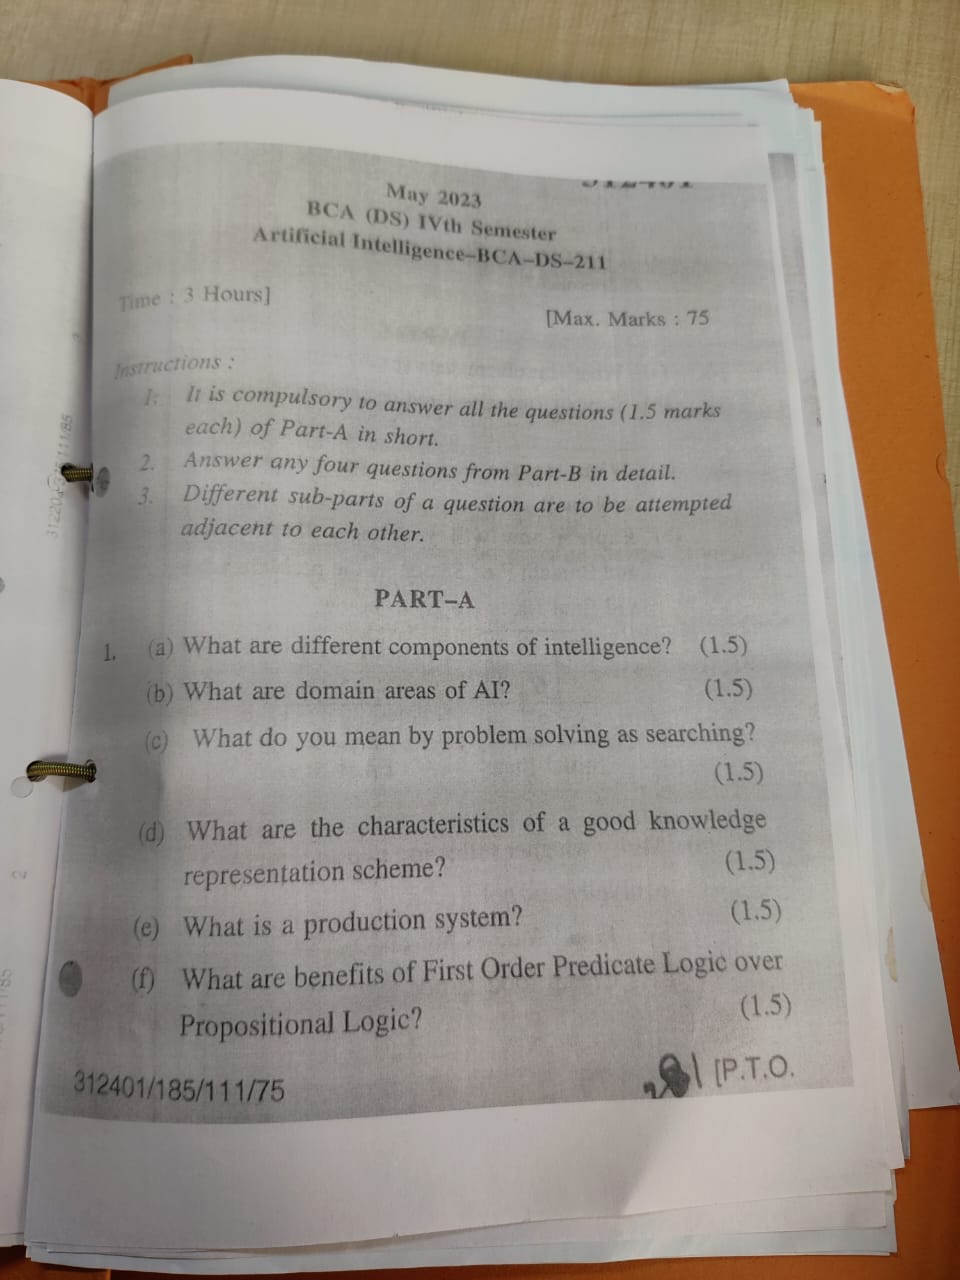 May 2023
BCA (DS) IVth Semester
Artificial Intelligence–BCA–DS–211
Time : 3 Hours]
[Max. Marks : 75
Instructions :
1. It is compulsory to answer all the questions (1.5 marks
each) of Part-A in short.
2. Answer any four questions from Part-B in detail.
3. Different sub-parts of a question are to be attempted
adjacent to each other.
PART–A
1. (a) What are different components of intelligence? (1.5)
(b) What are domain areas of AI? (1.5)
(c) What do you mean by problem solving as searching?
(1.5)
(d) What are the characteristics of a good knowledge
representation scheme? (1.5)
(e) What is a production system? (1.5)
(f) What are benefits of First Order Predicate Logic over
Propositional Logic? (1.5)
312401/185/111/75
[P.T.O.